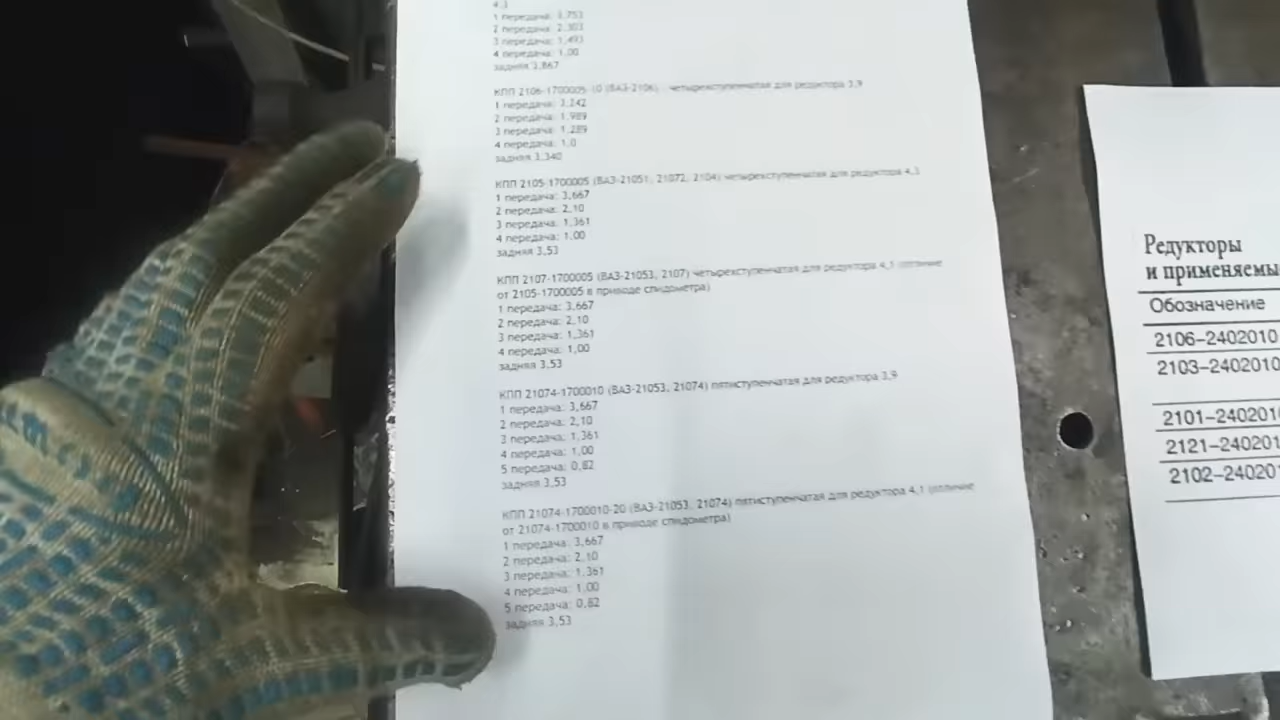 4,3
1 передача: 3,753
2 передача: 2,303
3 передача: 1,493
4 передача: 1,00
задняя 3,867
КПП 2106-1700005-10 (ВАЗ-2106) четырехступенчатая для редуктора 3,9
1 передача: 3,242
2 передача: 1,989
3 передача: 1,289
4 передача: 1,0
задняя 3,340
КПП 2105-1700005 (ВАЗ-21051, 21072, 2104) четырехступенчатая для редуктора 4,3
1 передача: 3,667
2 передача: 2,10
3 передача: 1,361
4 передача: 1,00
задняя 3,53
КПП 2107-1700005 (ВАЗ-21053, 2107) четырехступенчатая для редуктора 4,1 (отличие
от 2105-1700005 в приводе спидометра)
1 передача: 3,667
2 передача: 2,10
3 передача: 1,361
4 передача: 1,00
задняя 3,53
КПП 21074-1700010 (ВАЗ-21053, 21074) пятиступенчатая для редуктора 3,9
1 передача: 3,667
2 передача: 2,10
3 передача: 1,361
4 передача: 1,00
5 передача: 0,82
задняя 3,53
КПП 21074-1700010-20 (ВАЗ-21053, 21074) пятиступенчатая для редуктора 4,1 (отличие
от 21074-1700010 в приводе спидометра)
1 передача: 3,667
2 передача: 2,10
3 передача: 1,361
4 передача: 1,00
5 передача: 0,82
задняя 3,53
Редукторы
и применяемы
Обозначение
2106-2402010
2103-2402010
2101-2402010
2121-240201
2102-240201